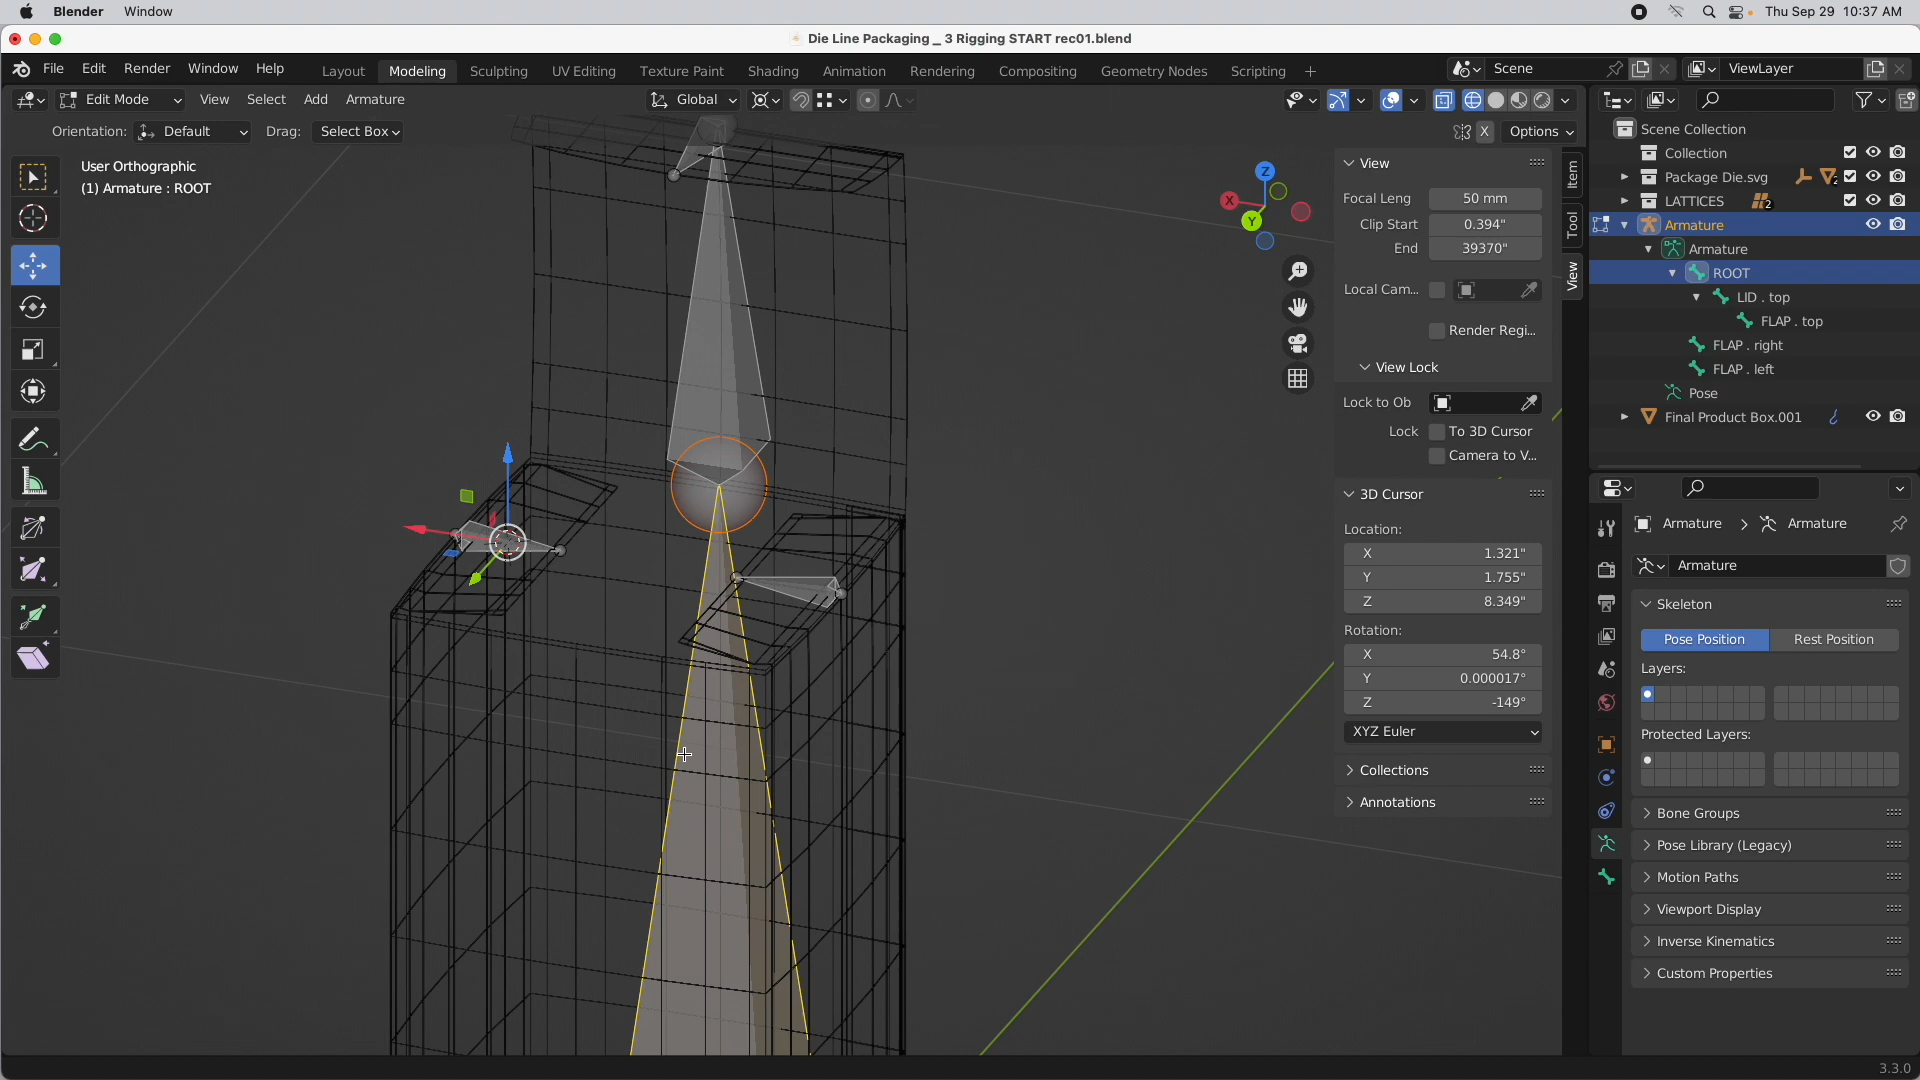 Blender Window Thu Sep 29 10:37 AM
Die Line Packaging _ 3 Rigging START rec01.blend
File Edit Render Window Help Layout Modeling Sculpting UV Editing Texture Paint Shading Animation Rendering Compositing Geometry Nodes Scripting + Scene ViewLayer
Edit Mode View Select Add Armature Global
Orientation: Default Drag: Select Box X Options
User Orthographic
(1) Armature : ROOT
Z
X
Y
View
Focal Leng 50 mm
Clip Start 0.394"
End 39370"
Local Cam...
Render Regi...
View Lock
Lock to Ob
Lock To 3D Cursor
Camera to V...
3D Cursor
Location:
X 1.321"
Y 1.755"
Z 8.349"
Rotation:
X 54.8°
Y 0.000017°
Z -149°
XYZ Euler
Collections
Annotations
Item
Tool
View
Scene Collection
Collection
Package Die.svg 2
LATTICES 2
Armature
Armature
ROOT
LID . top
FLAP . top
FLAP . right
FLAP . left
Pose
Final Product Box.001
Armature Armature
Armature
Skeleton
Pose Position Rest Position
Layers:
Protected Layers:
Bone Groups
Pose Library (Legacy)
Motion Paths
Viewport Display
Inverse Kinematics
Custom Properties
3.3.0